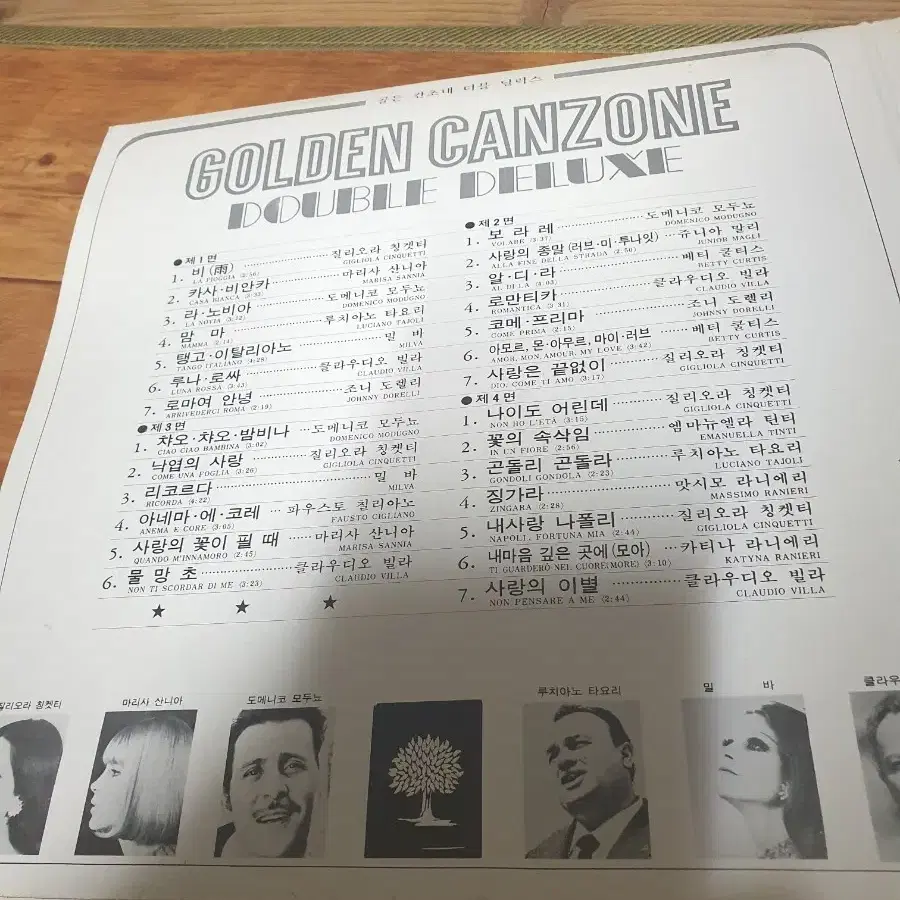 골든 칸초네 더블 딜럭스
GOLDEN CANZONE
DOUBLE DELUXE
● 제 1 면
1. 비 (雨) 질리오라 칭켓티
LA PIOGGIA (2:56) GIGLIOLA CINQUETTI
2. 카사·비안카 마리사 산니아
CASA BIASCA (3:33) MARISA SANNIA
3. 라·노비아 도메니코 모두뇨
LA NOVIA (3:12) DOMENICO MODUGNO
4. 맘 마 루치아노 타요리
MAMMA (2:14) LUCIANO TAJOLI
5. 탱고·이탈리아노 밀 바
TANGO ITALIANO (4:28) MILVA
6. 루나·로싸 클라우디오 빌라
LUNA ROSSA (3:43) CLAUDIO VILLA
7. 로마여 안녕 죠니 도렐리
ARRIVEDERCI ROMA (2:19) JOHNNY DORELLI
● 제 2 면
1. 보 라 레 도메니코 모두뇨
VOLARE (3:37) DOMENICO MODUGNO
2. 사랑의 종말 (러브·미·투나잇) 쥬니아 말리
ALLA FINE DELLA STRADA (2:50) JUNIOR MAGLI
3. 알·디·라 베티 쿨티스
AL DI LA (3:03) BETTY CURTIS
4. 로만티카 클라우디오 빌라
ROMANTICA (3:31) CLAUDIO VILLA
5. 코메·프리마 죠니 도렐리
COME PRIMA (2:15) JOHNNY DORELLI
6. 아모르, 몬·아무르, 마이·러브 베티 쿨티스
AMOR, MON, AMOUR, MY LOVE (3:42) BETTY CURTIS
7. 사랑은 끝없이 질리오라 칭켓티
DIO, COME TI AMO (3:17) GIGLIOLA CINQUETTI
● 제 3 면
1. 챠오·챠오·밤비나 도메니코 모두뇨
CIAO CIAO BAMBINA (3:02) DOMENICO MODUGNO
2. 낙엽의 사랑 질리오라 칭켓티
COME UNA FOGLIA (3:26) GIGLIOLA CINQUETTI
3. 리코르다 밀 바
RICORDA (4:22) MILVA
4. 아네마·에·코레 파우스토 칠리아노
ANEMA E CORE (3:65) FAUSTO CIGLIANO
5. 사랑의 꽃이 필 때 마리사 산니아
QUANDO M'INNAMORO (2:45) MARISA SANNIA
6. 물 망 초 클라우디오 빌라
NON TI SCORDAR DI ME (3:23) CLAUDIO VILLA
● 제 4 면
1. 나이도 어린데 질리오라 칭켓티
NON HO L'ETA (3:15) GIGLIOLA CINQUETTI
2. 꽃의 속삭임 엠마뉴엘라 틴티
IN UN FIORE (2:56) EMANUELLA TINTI
3. 곤돌리 곤돌라 루치아노 타요리
GONDOLI GONDOLA (2:23) LUCIANO TAJOLI
4. 징가라 맛시모 라니에리
ZINGARA (2:28) MASSIMO RANIERI
5. 내사랑 나폴리 질리오라 칭켓티
NAPOLI, FORTUNA MIA (2:44) GIGLIOLA CINQUETTI
6. 내마음 깊은 곳에 (모아) 카티나 라니에리
TI GUARDERO NEL CUORE(MORE) (3:10) KATYNA RANIERI
7. 사랑의 이별 클라우디오 빌라
NON PENSARE A ME (2:44) CLAUDIO VILLA
질리오라 칭켓티
마리사 산니아
도메니코 모두뇨
루치아노 타요리
밀 바
클라우